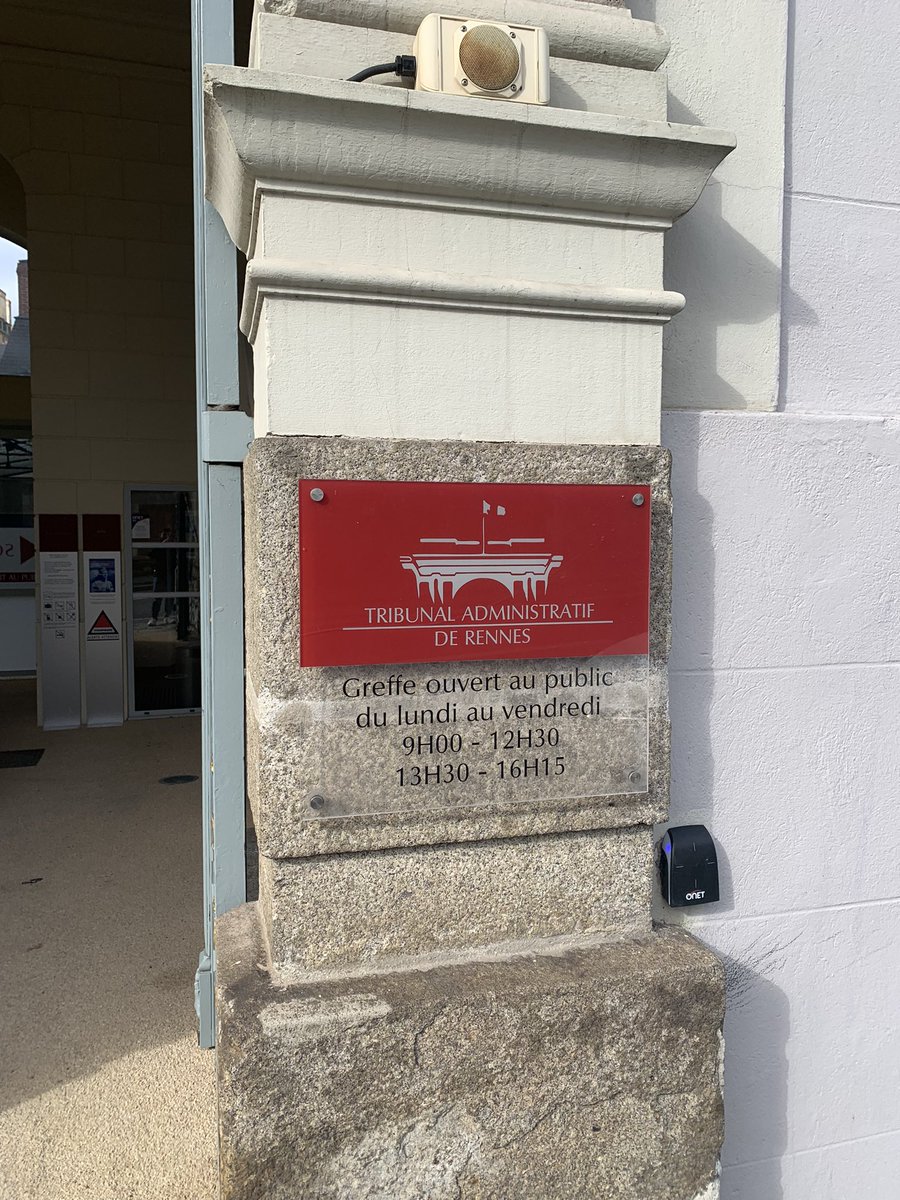 TRIBUNAL ADMINISTRATIF
DE RENNES
Greffe ouvert au public
du lundi au vendredi
9H00 - 12H30
13H30 - 16H15
ONET